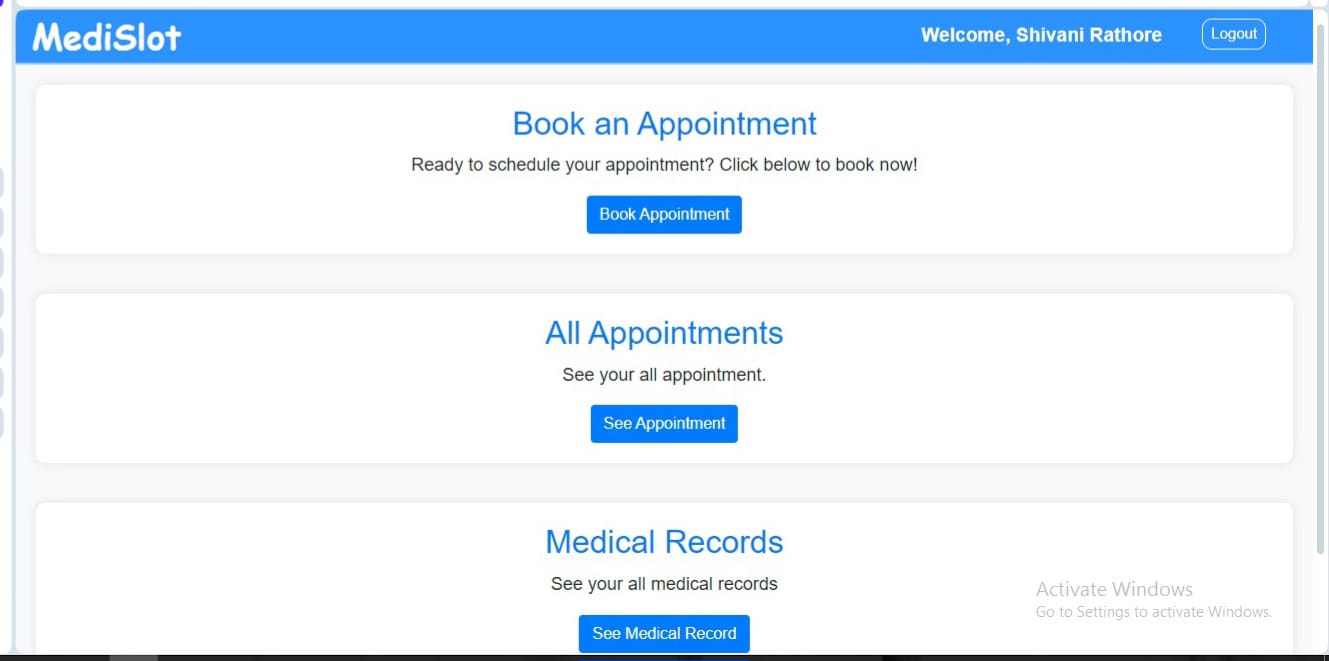 MediSlot
Welcome, Shivani Rathore
Logout
Book an Appointment
Ready to schedule your appointment? Click below to book now!
Book Appointment
All Appointments
See your all appointment.
See Appointment
Medical Records
See your all medical records
See Medical Record
Activate Windows
Go to Settings to activate Windows.